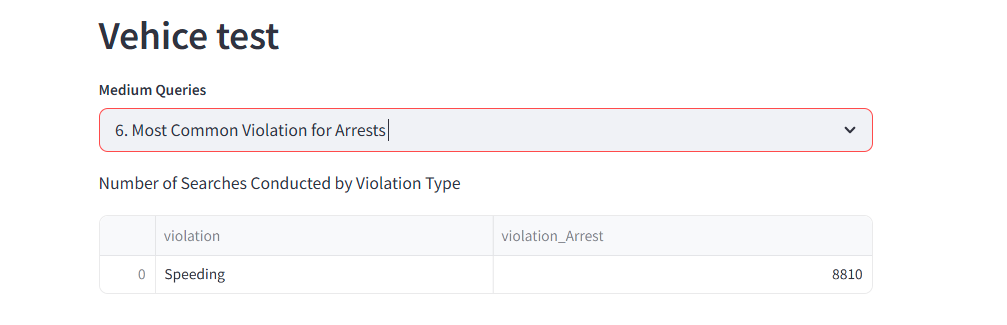 Vehice test
Medium Queries
6. Most Common Violation for Arrests
Number of Searches Conducted by Violation Type
violation violation_Arrest
0 Speeding 8810